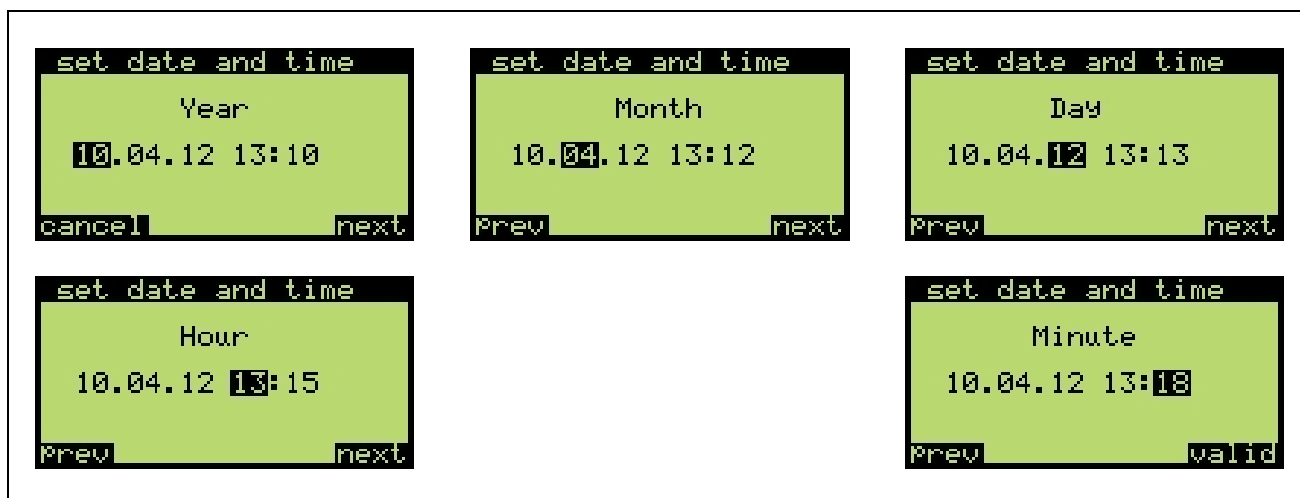 set date and time
Year
10.04.12 13:10
cancel next
set date and time
Month
10.04.12 13:12
Prev next
set date and time
Day
10.04.12 13:13
Prev next
set date and time
Hour
10.04.12 13:15
Prev next
set date and time
Minute
10.04.12 13:18
Prev valid